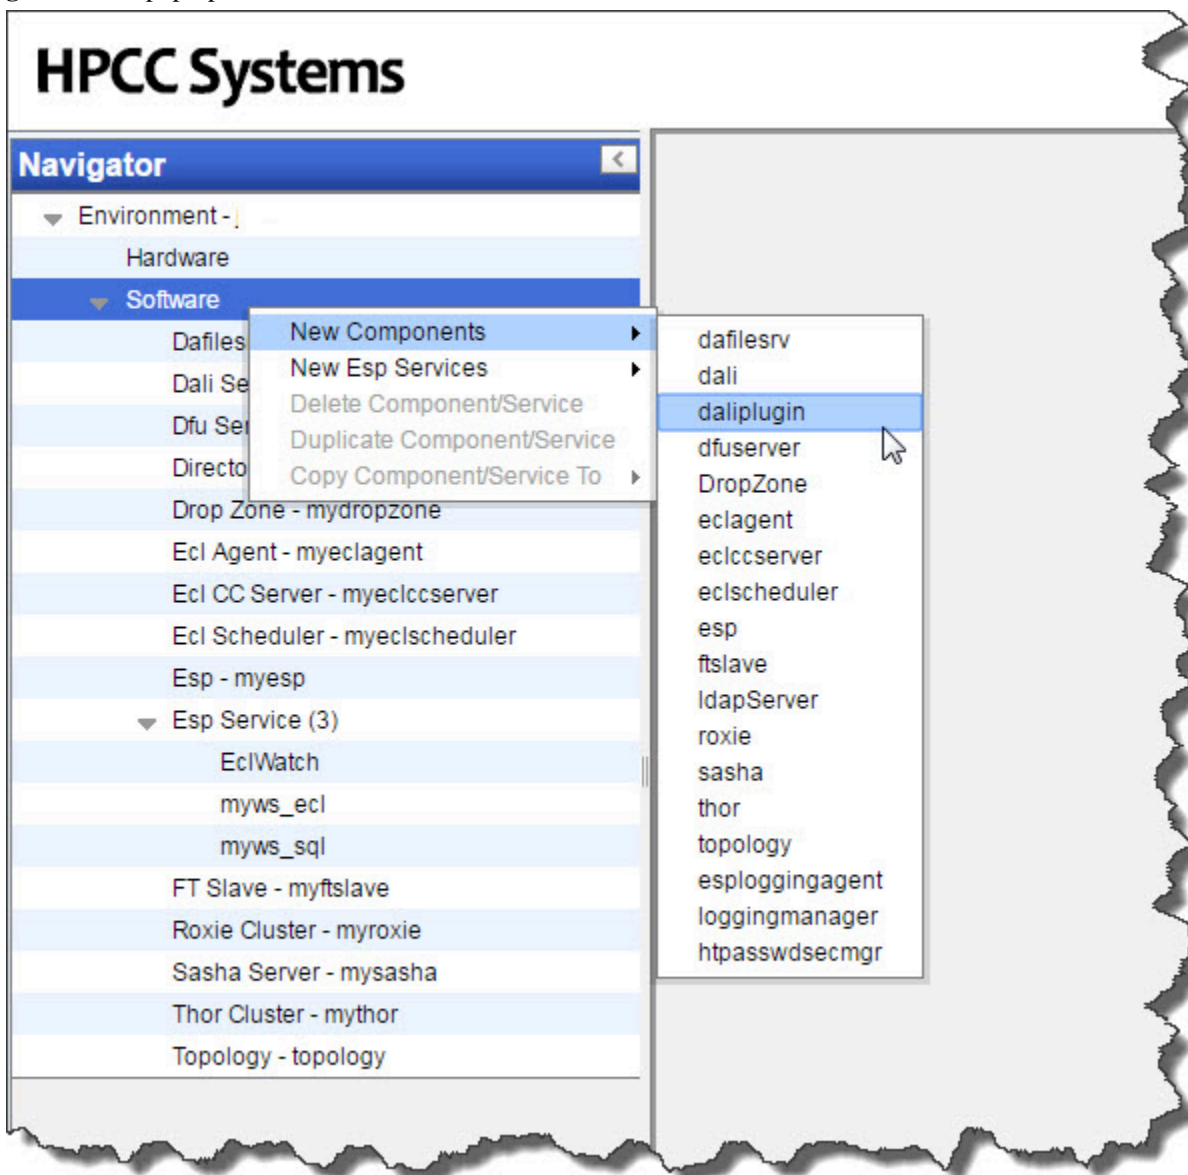 HPCC Systems
Navigator
Environment -
Hardware
Software
New Components
New Esp Services
Delete Component/Service
Duplicate Component/Service
Copy Component/Service To
dafilesrv
dali
daliplugin
dfuserver
DropZone
eclagent
eclccserver
eclscheduler
esp
ftslave
ldapServer
roxie
sasha
thor
topology
esploggingagent
loggingmanager
htpasswdsecmgr
Dafiles
Dali Se
Dfu Ser
Directo
Drop Zone - mydropzone
Ecl Agent - myeclagent
Ecl CC Server - myeclccserver
Ecl Scheduler - myeclscheduler
Esp - myesp
Esp Service (3)
EclWatch
myws_ecl
myws_sql
FT Slave - myftslave
Roxie Cluster - myroxie
Sasha Server - mysasha
Thor Cluster - mythor
Topology - topology